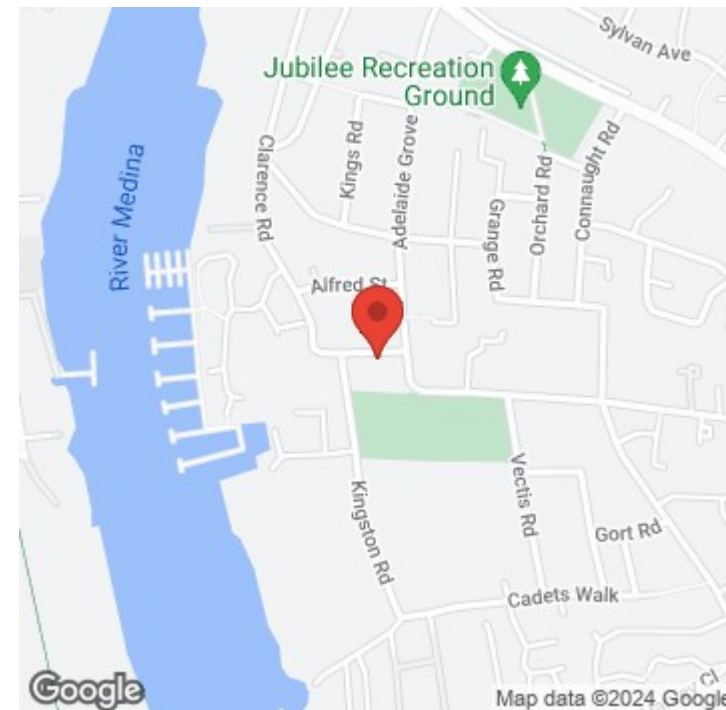 Sylvan Ave
Jubilee Recreation
Ground
Connaught Rd
Clarence Rd
Kings Rd
Adelaide Grove
Orchard Rd
Grange Rd
River Medina
Alfred St
Vectis Rd
Kingston Rd
Gort Rd
Cadets Walk
Cl
Google
Map data ©2024 Google